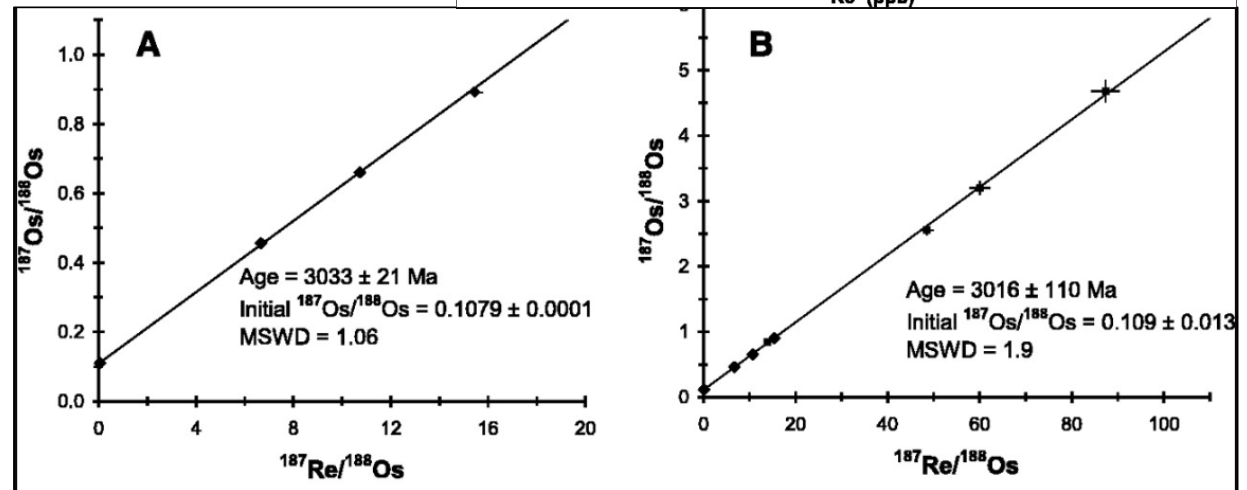 Re (ppb)
A
1.0
0.8
0.6
0.4
0.2
0.0
¹⁸⁷Os/¹⁸⁸Os
Age = 3033 ± 21 Ma
Initial ¹⁸⁷Os/¹⁸⁸Os = 0.1079 ± 0.0001
MSWD = 1.06
0 4 8 12 16 20
¹⁸⁷Re/¹⁸⁸Os
B
5
4
3
2
1
0
¹⁸⁷Os/¹⁸⁸Os
Age = 3016 ± 110 Ma
Initial ¹⁸⁷Os/¹⁸⁸Os = 0.109 ± 0.013
MSWD = 1.9
0 20 40 60 80 100
¹⁸⁷Re/¹⁸⁸Os